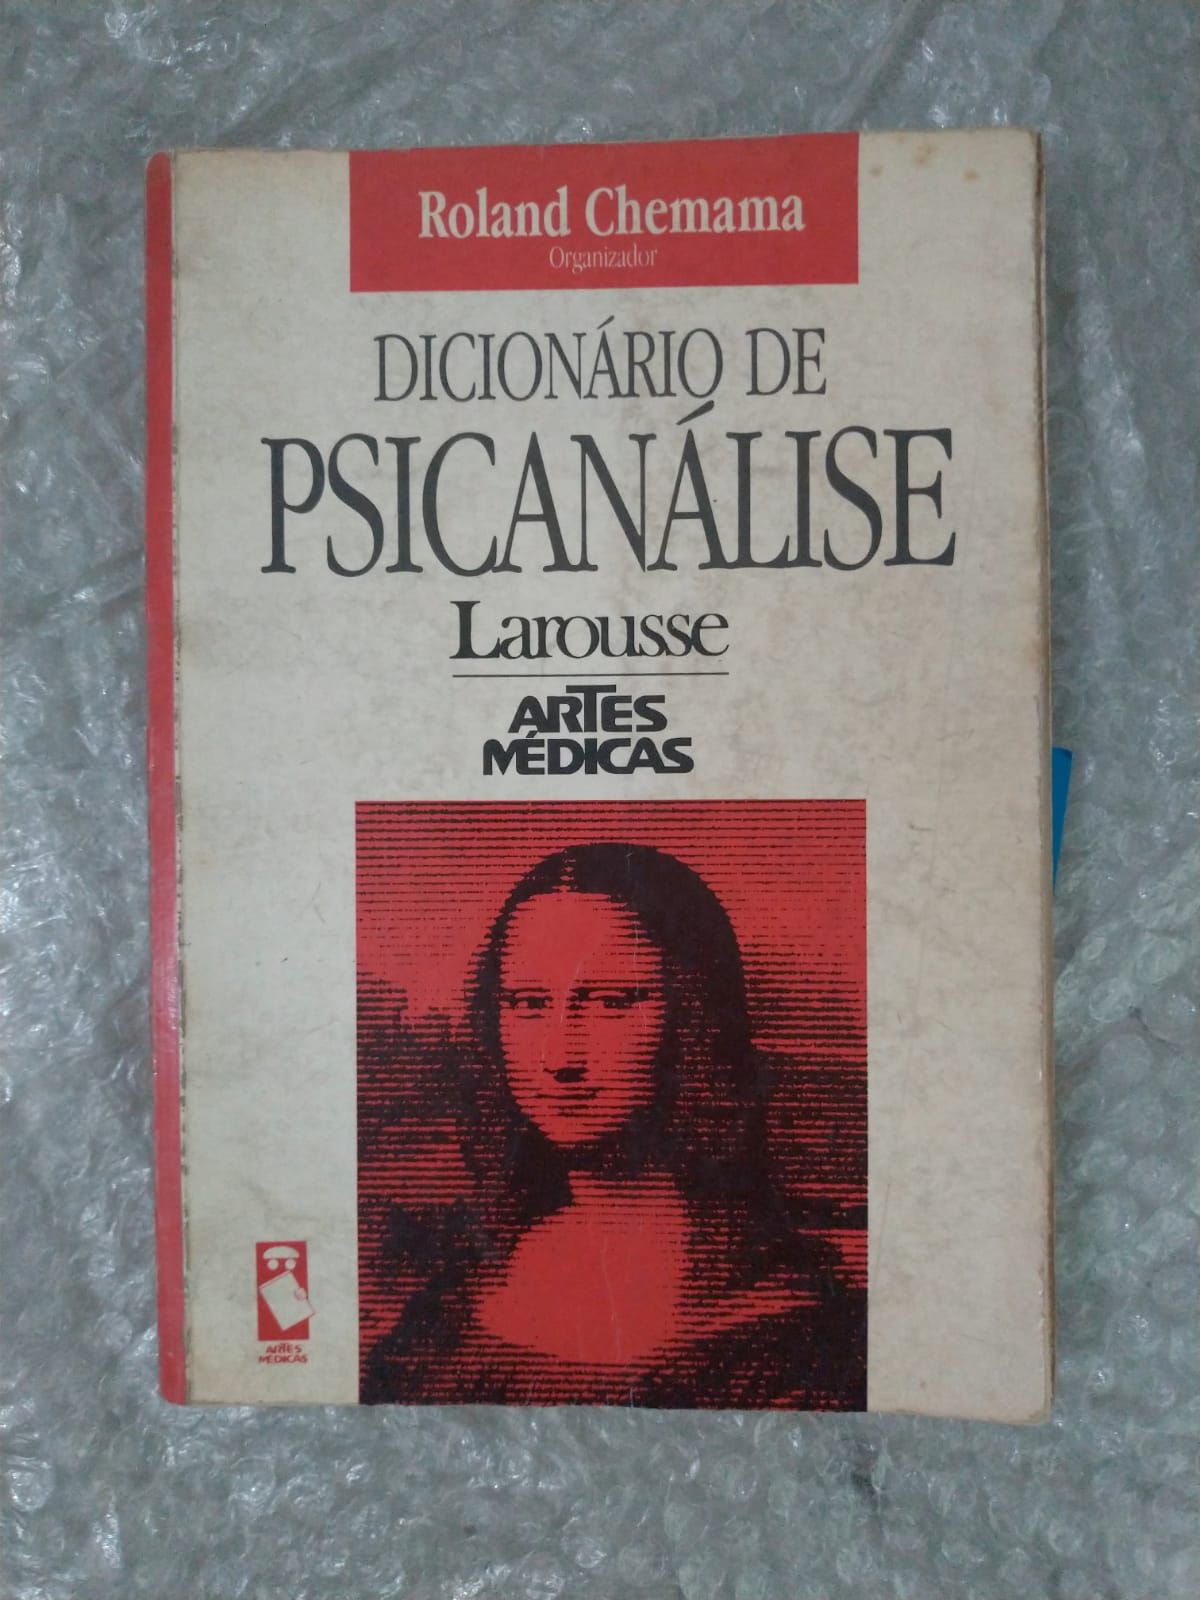 Roland Chemama
Organizador
DICIONÁRIO DE
PSICANÁLISE
Larousse
ARTES
MÉDICAS
ARTES
MÉDICAS